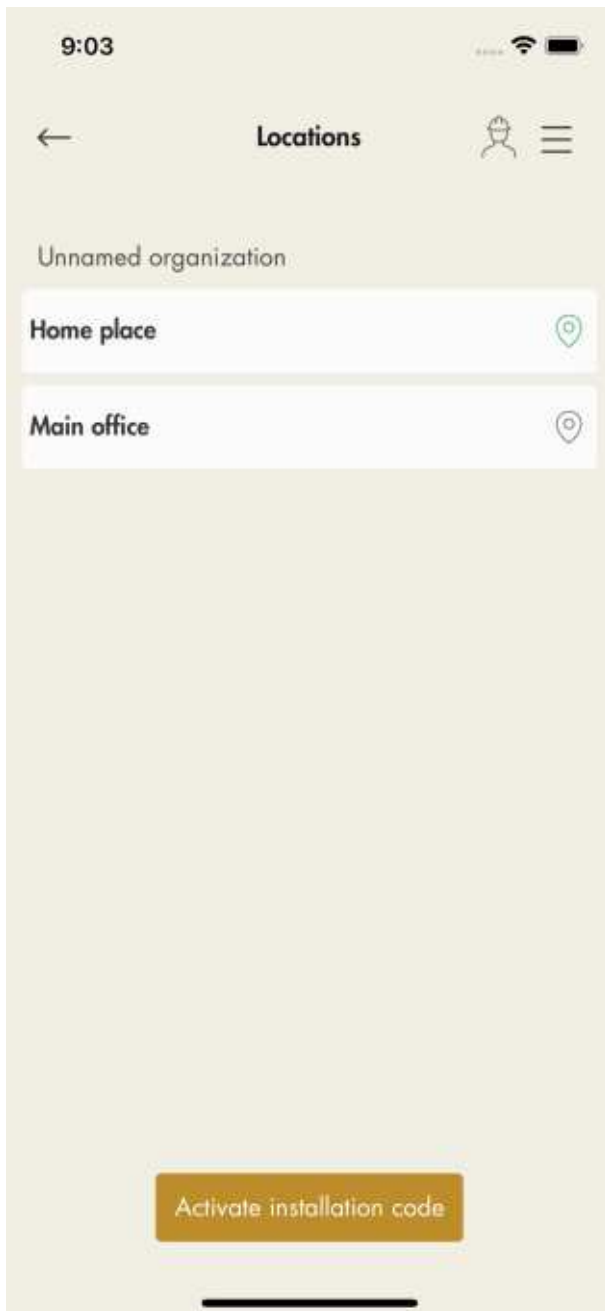 9:03
Locations
Unnamed organization
Home place
Main office
Activate installation code